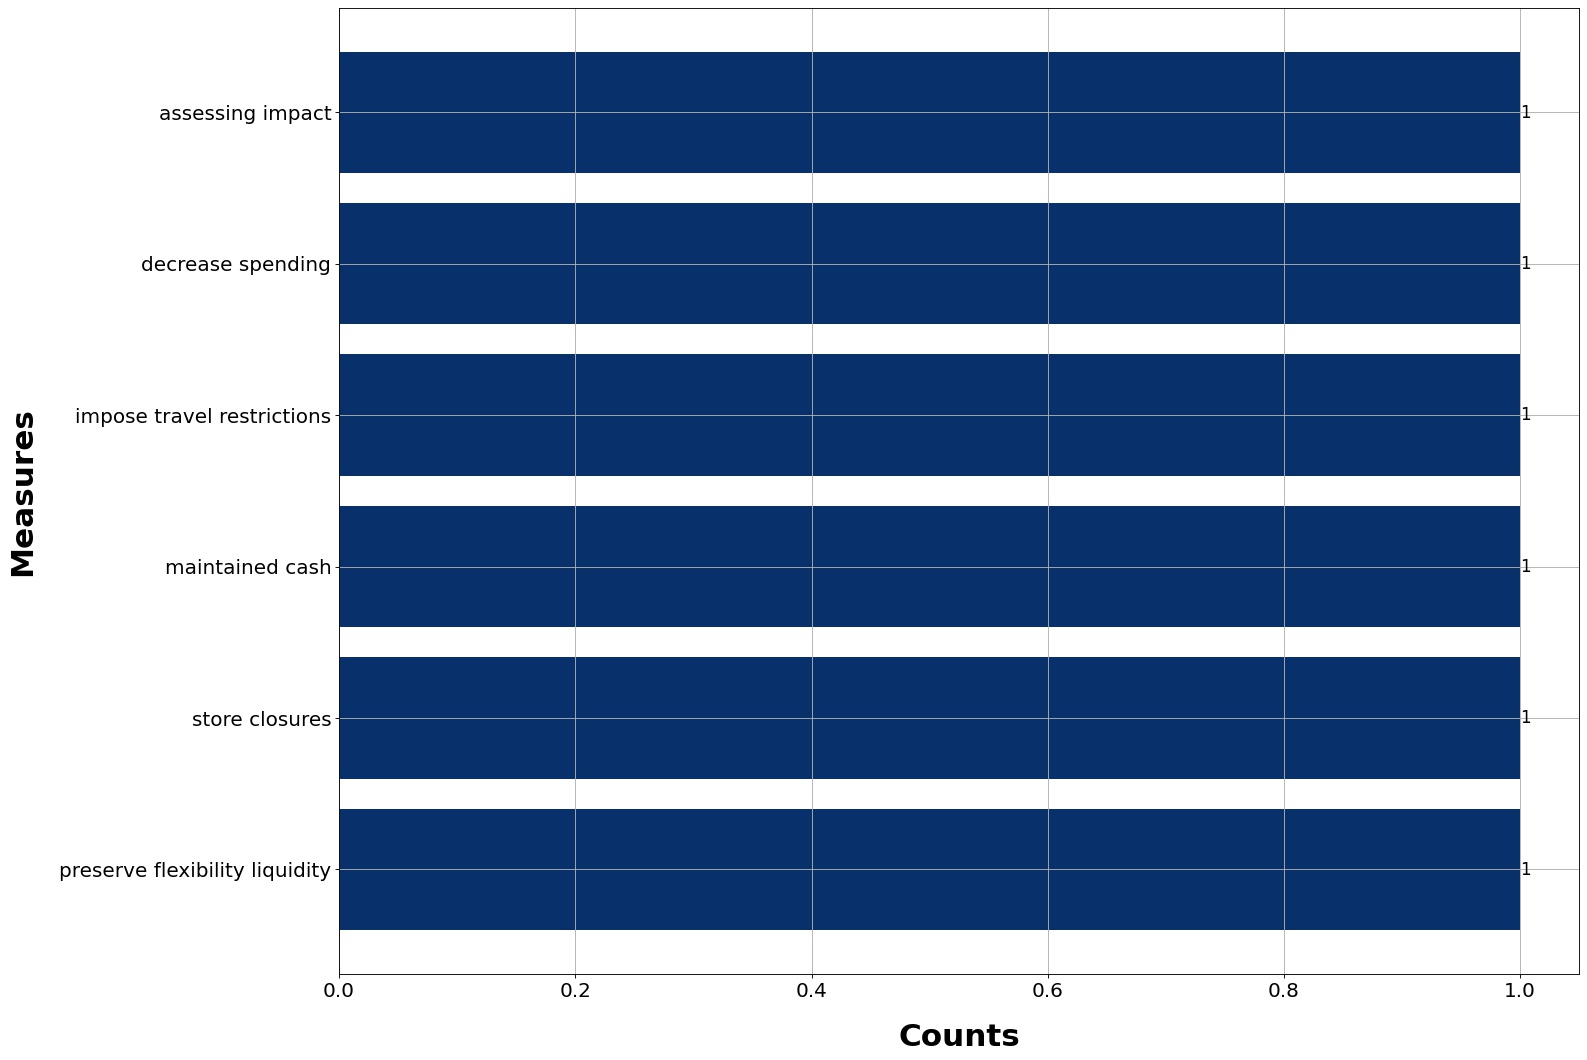 assessing impact
1
decrease spending
1
impose travel restrictions
1
maintained cash
1
store closures
1
preserve flexibility liquidity
1
Measures
0.0 0.2 0.4 0.6 0.8 1.0
Counts